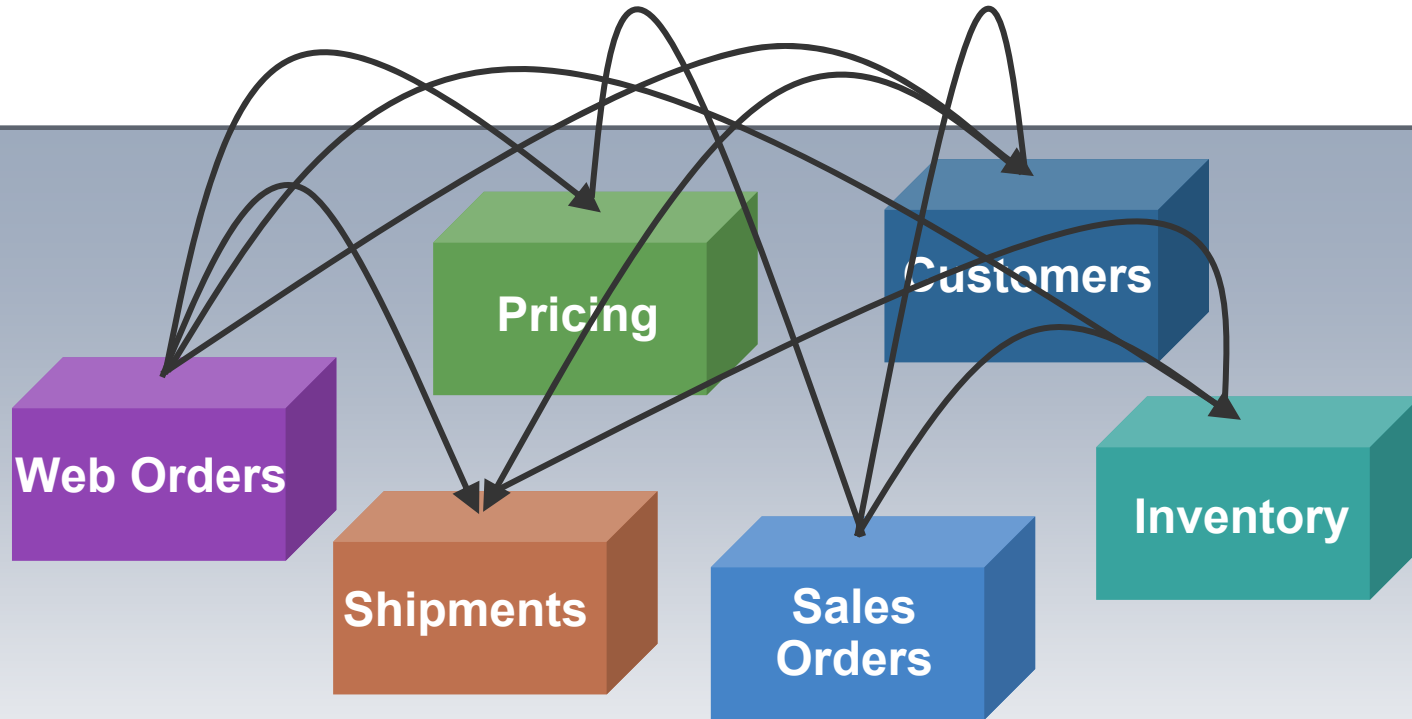 Pricing
Customers
Web Orders
Shipments
Sales
Orders
Inventory